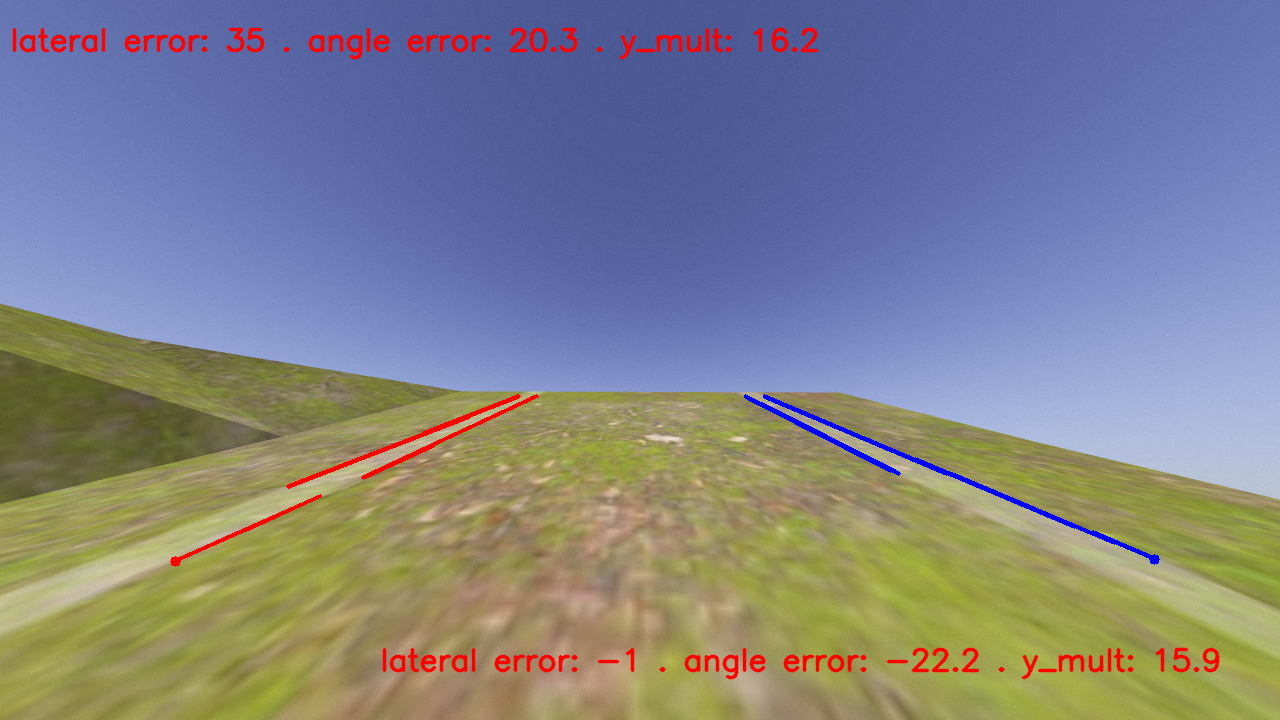 lateral error: 35 . angle error: 20.3 . y_mult: 16.2
lateral error: -1 . angle error: -22.2 . y_mult: 15.9